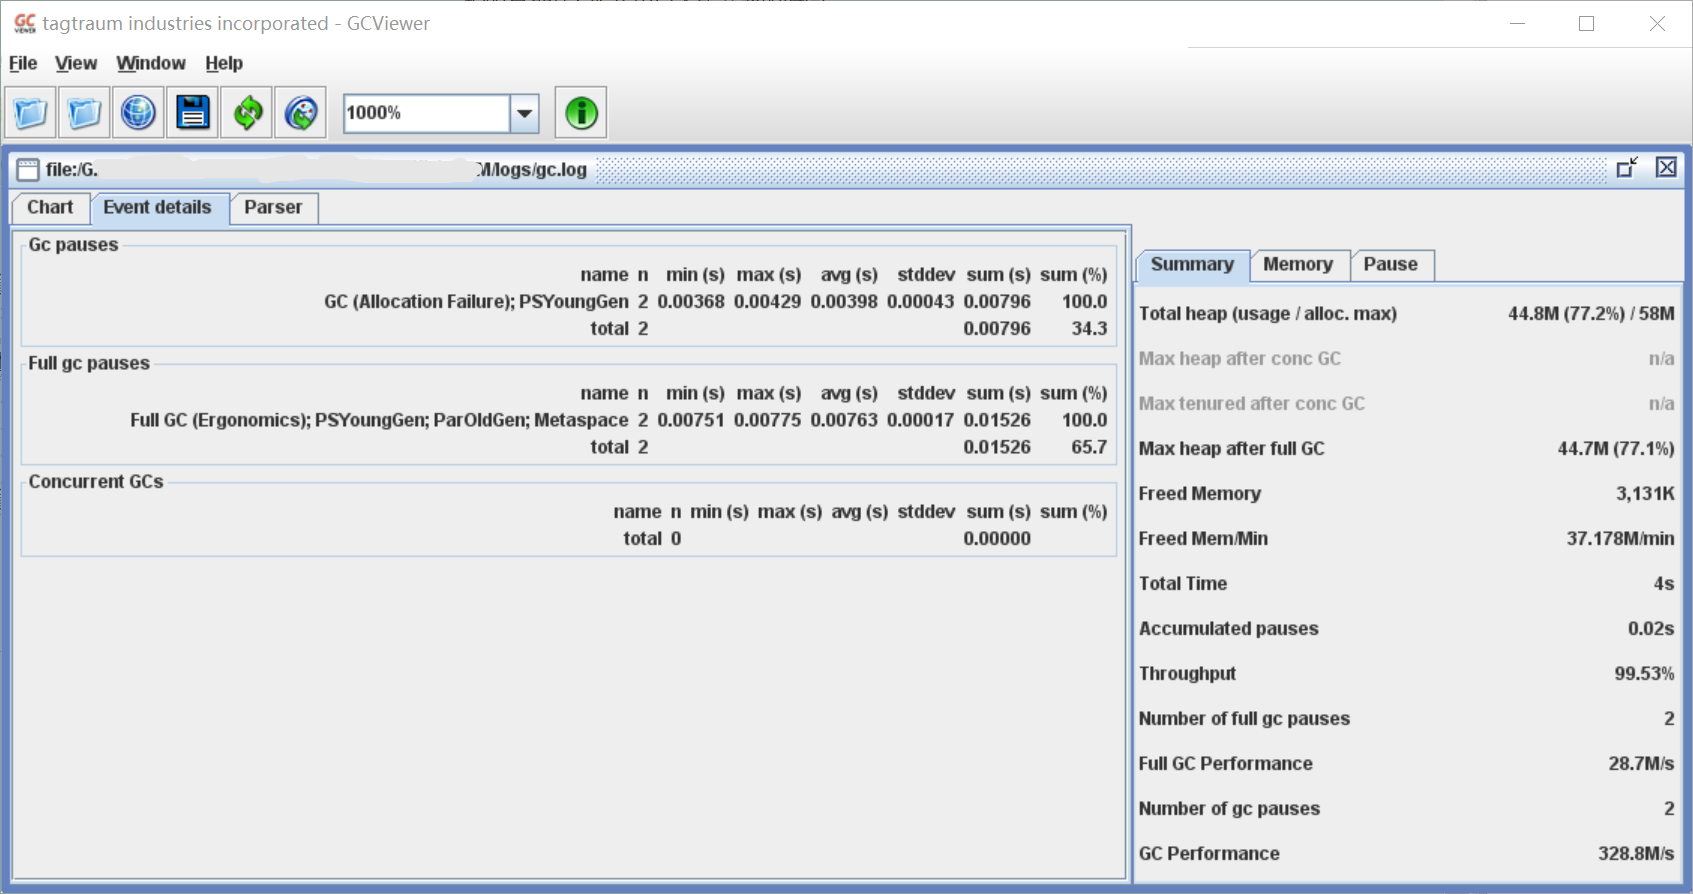 GC VIEWER tagtraum industries incorporated - GCViewer
File View Window Help
1000%
file:/G. M/logs/gc.log
Chart Event details Parser
Gc pauses
name n min (s) max (s) avg (s) stddev sum (s) sum (%)
GC (Allocation Failure); PSYoungGen 2 0.00368 0.00429 0.00398 0.00043 0.00796 100.0
total 2 0.00796 34.3
Full gc pauses
name n min (s) max (s) avg (s) stddev sum (s) sum (%)
Full GC (Ergonomics); PSYoungGen; ParOldGen; Metaspace 2 0.00751 0.00775 0.00763 0.00017 0.01526 100.0
total 2 0.01526 65.7
Concurrent GCs
name n min (s) max (s) avg (s) stddev sum (s) sum (%)
total 0 0.00000
Summary Memory Pause
Total heap (usage / alloc. max) 44.8M (77.2%) / 58M
Max heap after conc GC n/a
Max tenured after conc GC n/a
Max heap after full GC 44.7M (77.1%)
Freed Memory 3,131K
Freed Mem/Min 37.178M/min
Total Time 4s
Accumulated pauses 0.02s
Throughput 99.53%
Number of full gc pauses 2
Full GC Performance 28.7M/s
Number of gc pauses 2
GC Performance 328.8M/s